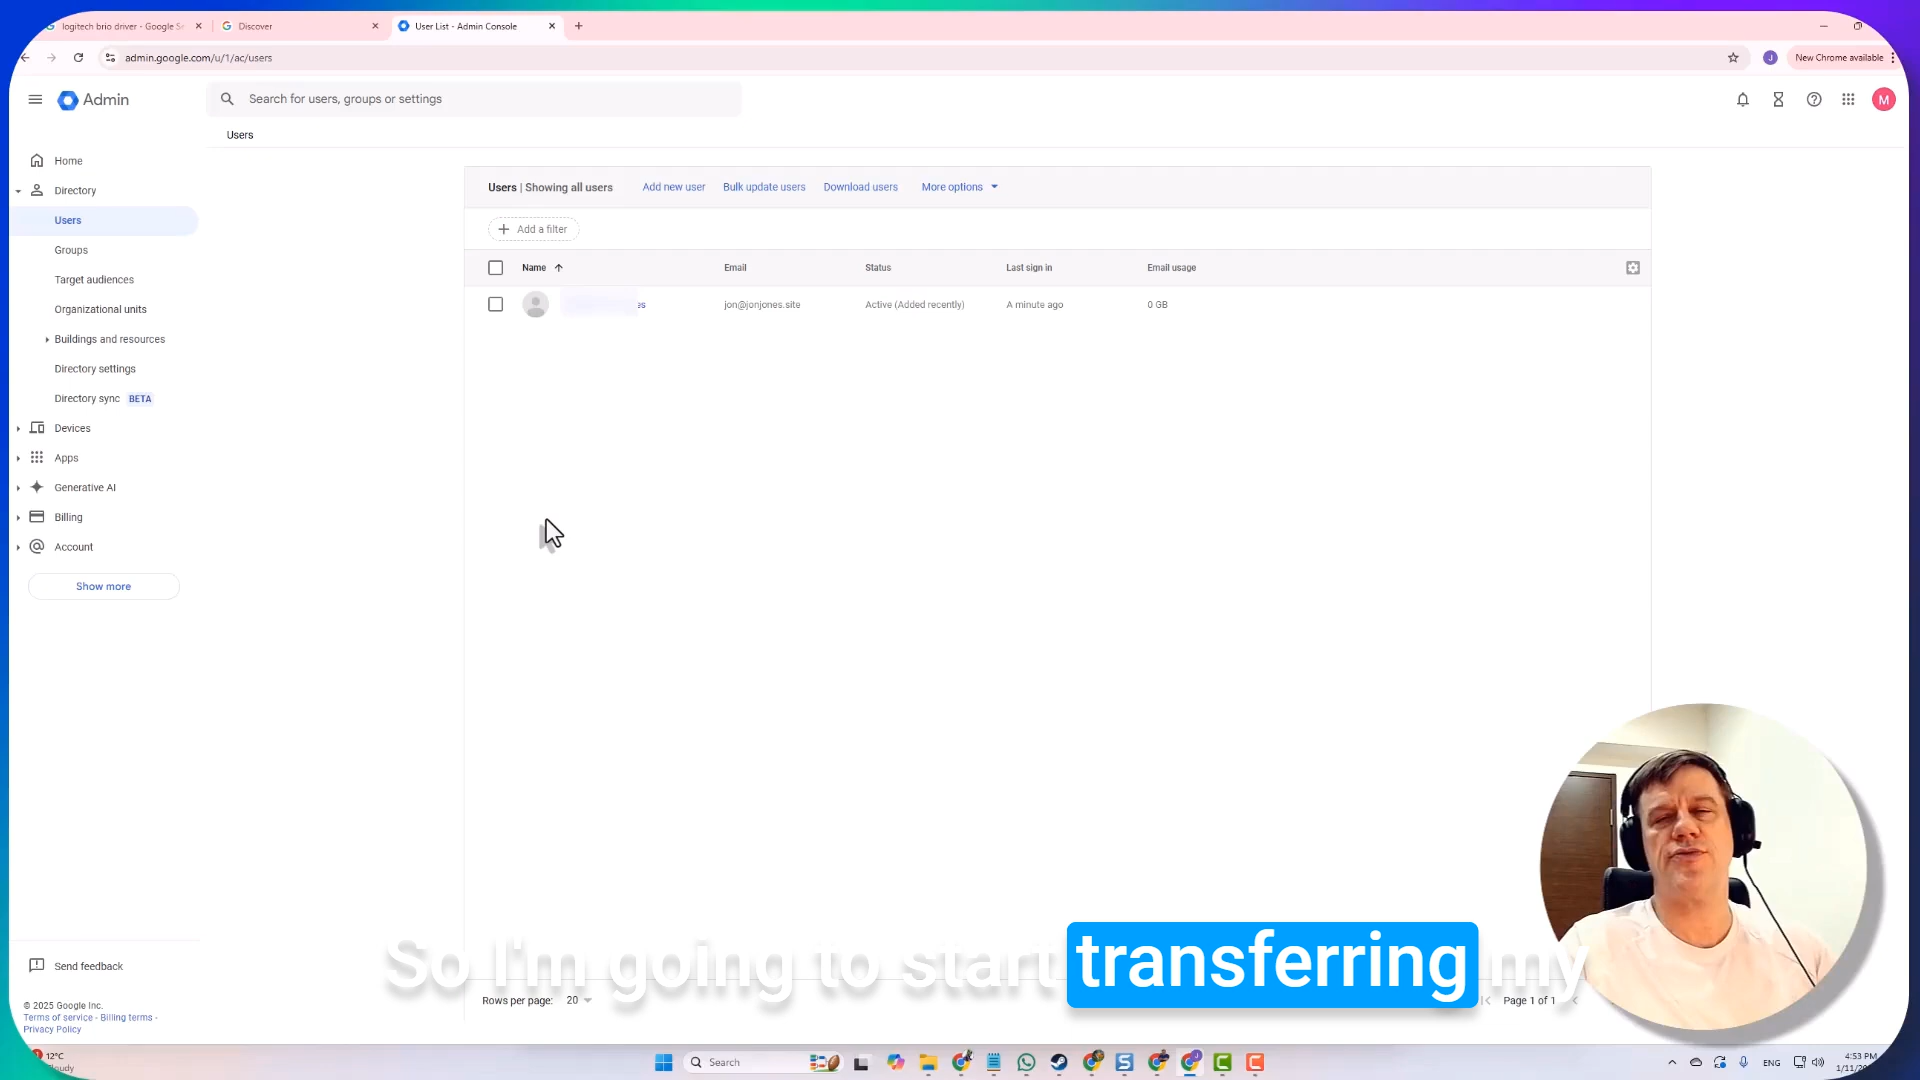 logitech brio driver - Google Se
Discover
User List - Admin Console
admin.google.com/u/1/ac/users
J
New Chrome available
Admin
Search for users, groups or settings
M
Users
Home
Directory
Users
Groups
Target audiences
Organizational units
Buildings and resources
Directory settings
Directory sync BETA
Devices
Apps
Generative AI
Billing
Account
Show more
Users | Showing all users
Add new user
Bulk update users
Download users
More options
Add a filter
Name
Email
Status
Last sign in
Email usage
es
jon@jonjones.site
Active (Added recently)
A minute ago
0 GB
So I'm going to start transferring my
Rows per page: 20
Page 1 of 1
Send feedback
© 2025 Google Inc.
Terms of service - Billing terms -
Privacy Policy
12°C
Search
ENG
4:53 PM